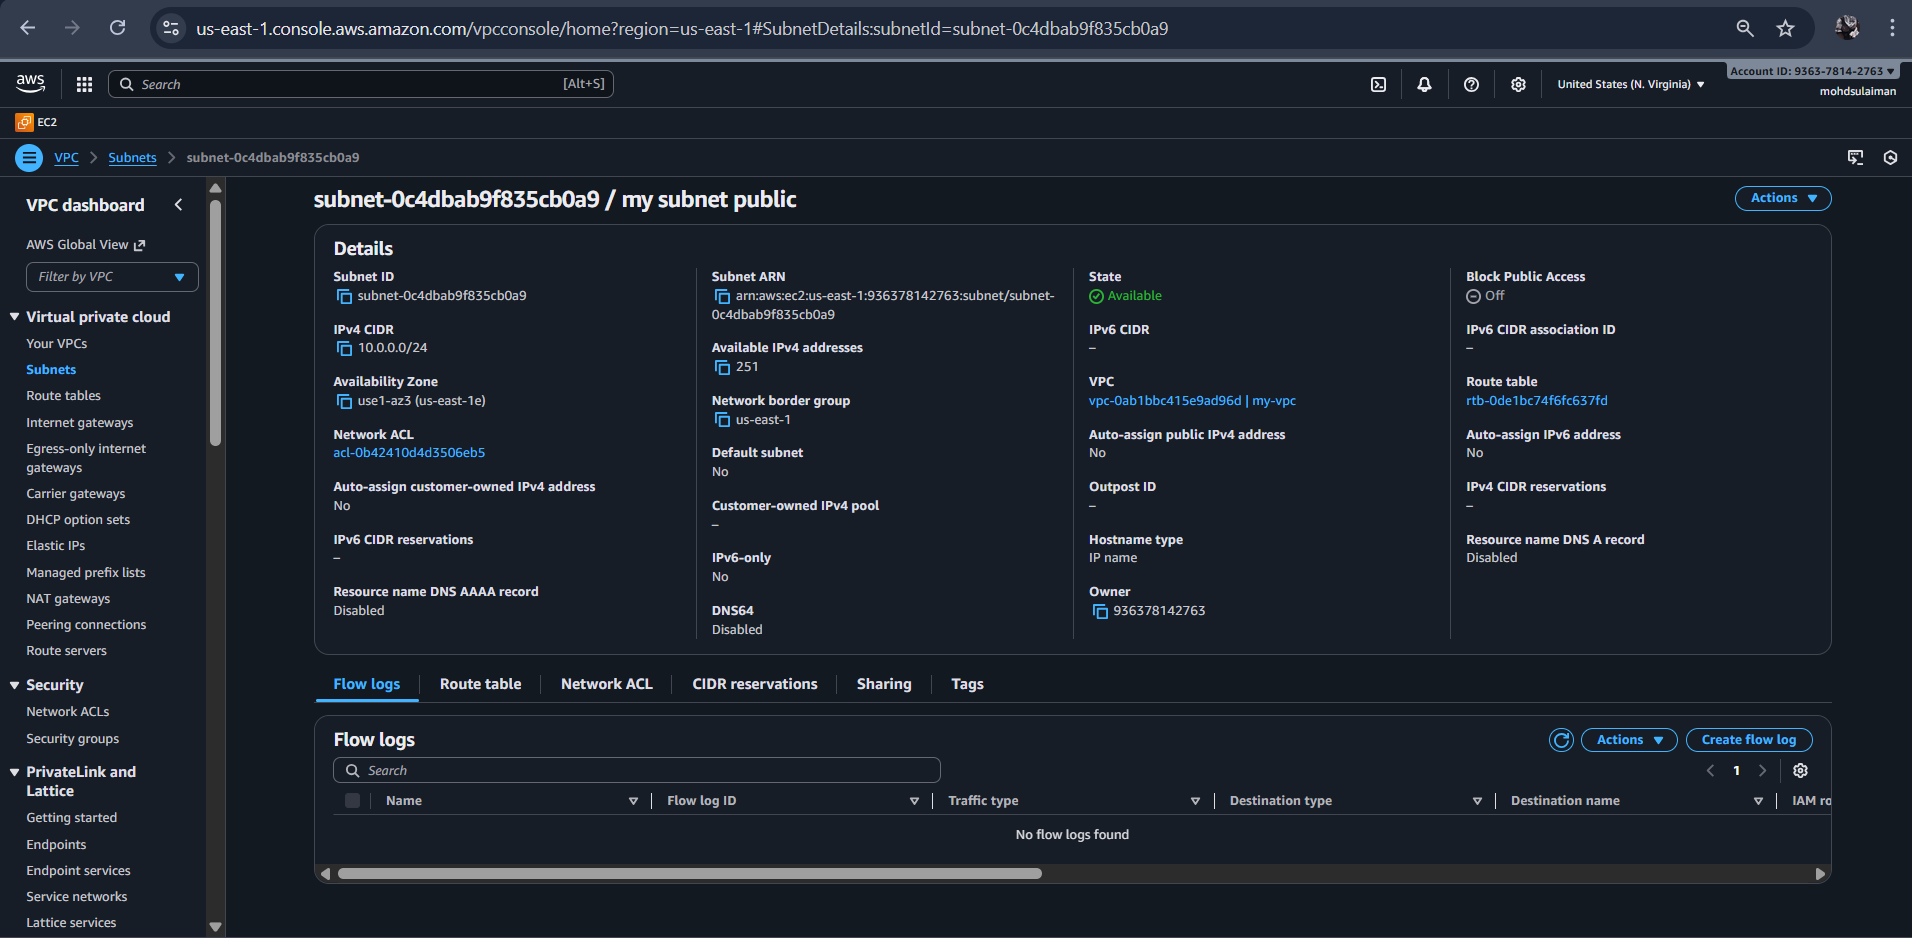 us-east-1.console.aws.amazon.com/vpcconsole/home?region=us-east-1#SubnetDetails:subnetId=subnet-0c4dbab9f835cb0a9
aws
Search
[Alt+S]
United States (N. Virginia)
Account ID: 9363-7814-2763
mohdsulaiman
EC2
VPC
Subnets
subnet-0c4dbab9f835cb0a9
VPC dashboard
AWS Global View
Filter by VPC
Virtual private cloud
Your VPCs
Subnets
Route tables
Internet gateways
Egress-only internet
gateways
Carrier gateways
DHCP option sets
Elastic IPs
Managed prefix lists
NAT gateways
Peering connections
Route servers
Security
Network ACLs
Security groups
PrivateLink and
Lattice
Getting started
Endpoints
Endpoint services
Service networks
Lattice services
subnet-0c4dbab9f835cb0a9 / my subnet public
Actions
Details
Subnet ID
subnet-0c4dbab9f835cb0a9
IPv4 CIDR
10.0.0.0/24
Availability Zone
use1-az3 (us-east-1e)
Network ACL
acl-0b42410d4d3506eb5
Auto-assign customer-owned IPv4 address
No
IPv6 CIDR reservations
–
Resource name DNS AAAA record
Disabled
Subnet ARN
arn:aws:ec2:us-east-1:936378142763:subnet/subnet-
0c4dbab9f835cb0a9
Available IPv4 addresses
251
Network border group
us-east-1
Default subnet
No
Customer-owned IPv4 pool
–
IPv6-only
No
DNS64
Disabled
State
Available
IPv6 CIDR
–
VPC
vpc-0ab1bbc415e9ad96d | my-vpc
Auto-assign public IPv4 address
No
Outpost ID
–
Hostname type
IP name
Owner
936378142763
Block Public Access
Off
IPv6 CIDR association ID
–
Route table
rtb-0de1bc74f6fc637fd
Auto-assign IPv6 address
No
IPv4 CIDR reservations
–
Resource name DNS A record
Disabled
Flow logs
Route table
Network ACL
CIDR reservations
Sharing
Tags
Flow logs
Actions
Create flow log
Search
1
Name
Flow log ID
Traffic type
Destination type
Destination name
IAM ro
No flow logs found